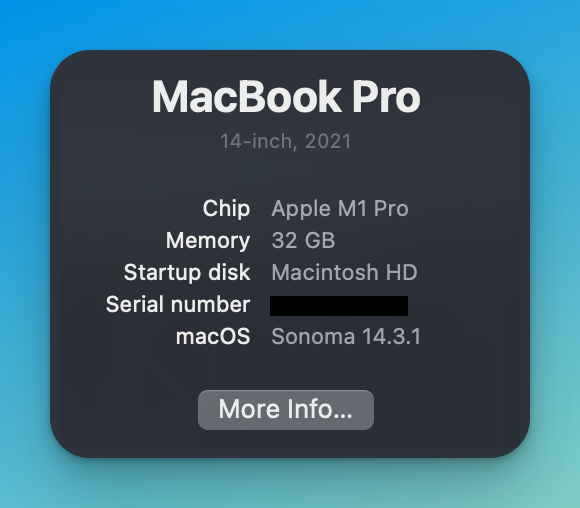 MacBook Pro
14-inch, 2021
Chip Apple M1 Pro
Memory 32 GB
Startup disk Macintosh HD
Serial number
macOS Sonoma 14.3.1
More Info...